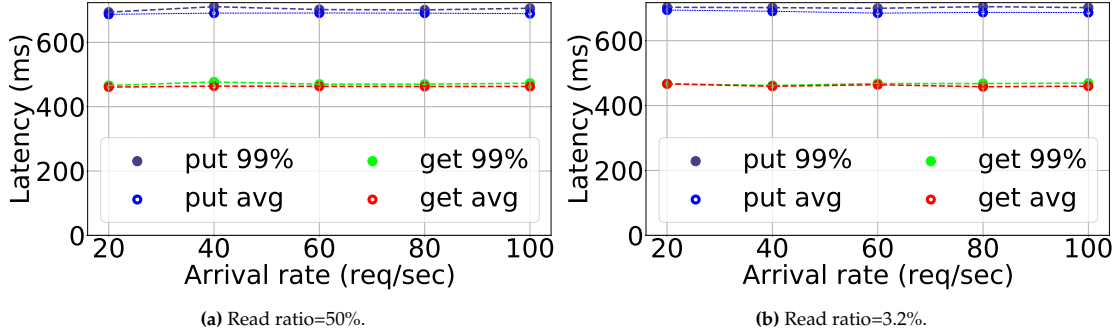 600
400
200
0
Latency (ms)
put 99%
get 99%
put avg
get avg
20
40
60
80
100
Arrival rate (req/sec)
(a) Read ratio=50%.
600
400
200
0
Latency (ms)
put 99%
get 99%
put avg
get avg
20
40
60
80
100
Arrival rate (req/sec)
(b) Read ratio=3.2%.